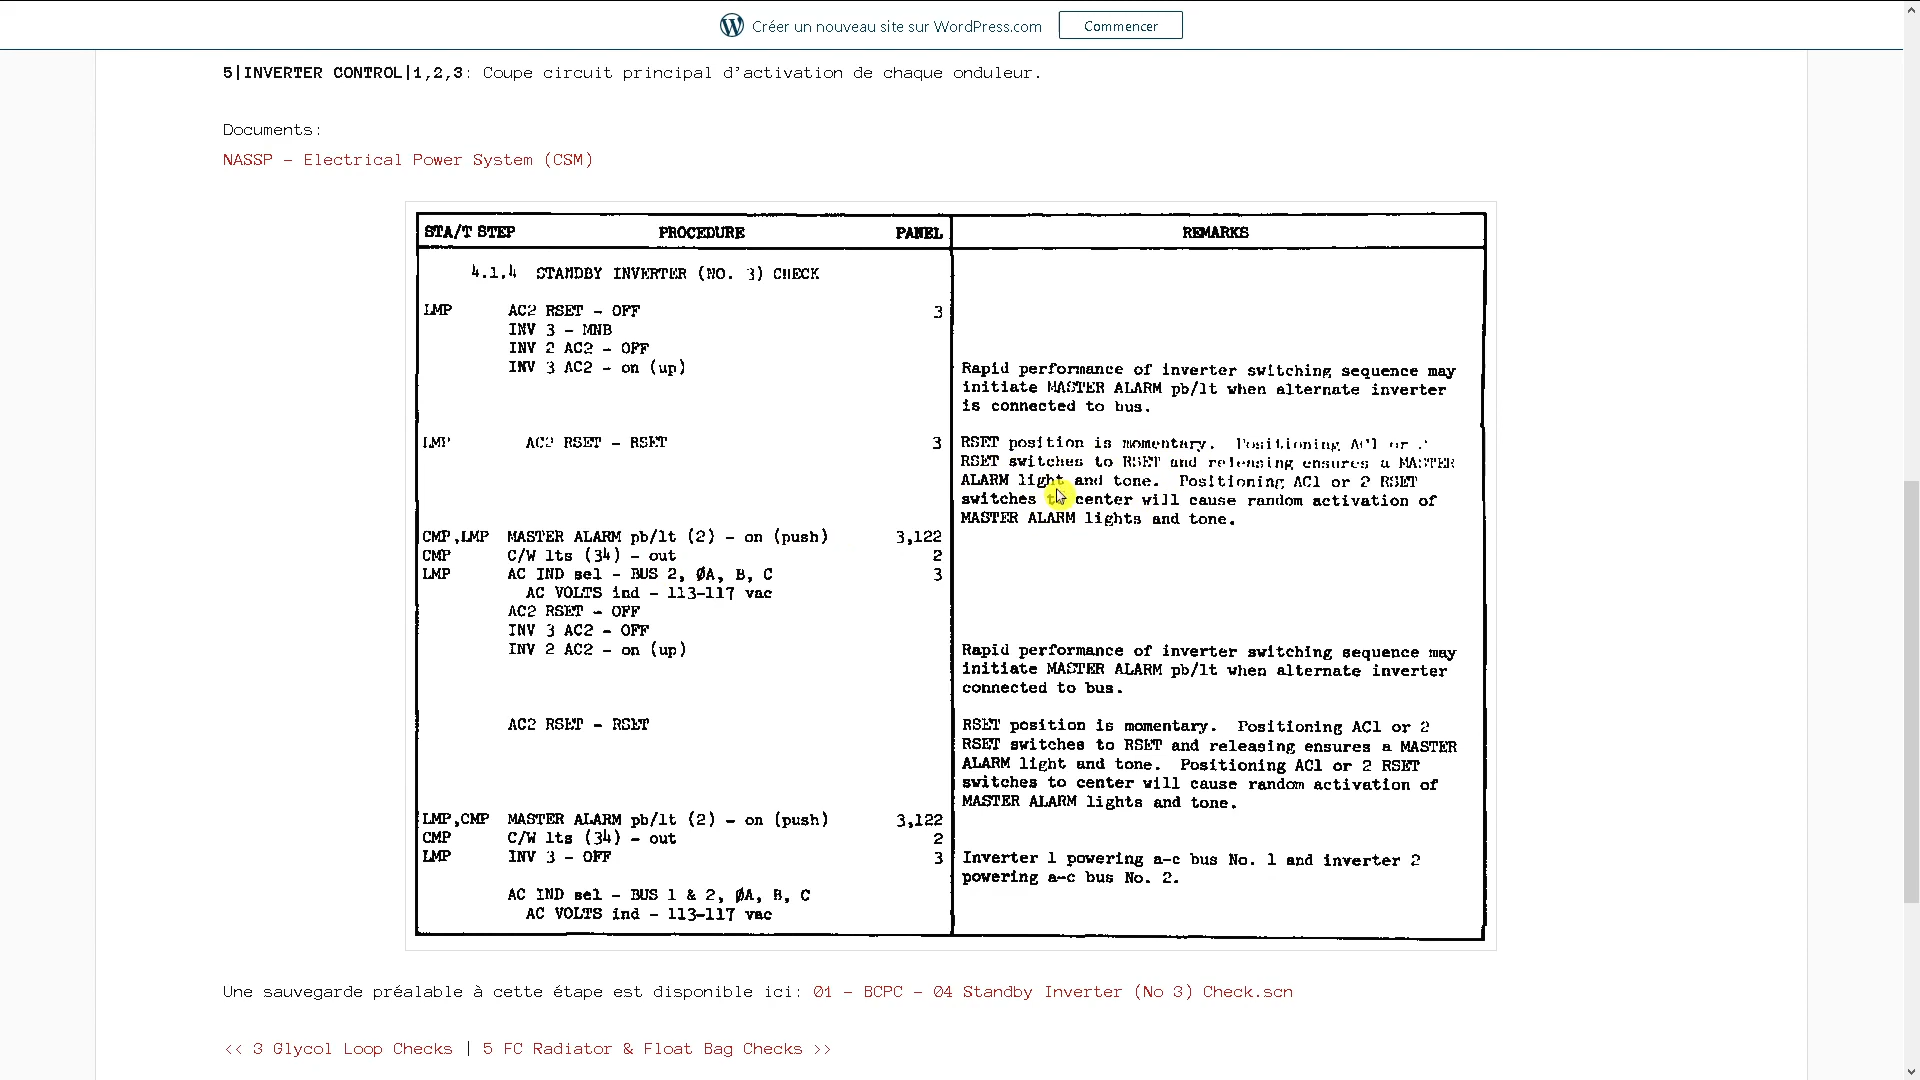 Créer un nouveau site sur WordPress.com Commencer
5|INVERTER CONTROL|1,2,3: Coupe circuit principal d'activation de chaque onduleur.
Documents:
NASSP - Electrical Power System (CSM)
STA/T STEP PROCEDURE PANEL REMARKS
4.1.4 STANDBY INVERTER (NO. 3) CHECK
LMP AC2 RSET - OFF 3
INV 3 - MNB
INV 2 AC2 - OFF
INV 3 AC2 - on (up) Rapid performance of inverter switching sequence may
initiate MASTER ALARM pb/lt when alternate inverter
is connected to bus.
LMP AC2 RSET - RSET 3 RSET position is momentary. Positioning AC1 or
RSET switches to RSET and releasing ensures a MASTER
ALARM light and tone. Positioning AC1 or 2 RSET
switches to center will cause random activation of
MASTER ALARM lights and tone.
CMP,LMP MASTER ALARM pb/lt (2) - on (push) 3,122
CMP C/W lts (34) - out 2
LMP AC IND sel - BUS 2, ØA, B, C 3
AC VOLTS ind - 113-117 vac
AC2 RSET - OFF
INV 3 AC2 - OFF
INV 2 AC2 - on (up) Rapid performance of inverter switching sequence may
initiate MASTER ALARM pb/lt when alternate inverter
connected to bus.
AC2 RSET - RSET RSET position is momentary. Positioning AC1 or 2
RSET switches to RSET and releasing ensures a MASTER
ALARM light and tone. Positioning AC1 or 2 RSET
switches to center will cause random activation of
MASTER ALARM lights and tone.
LMP,CMP MASTER ALARM pb/lt (2) - on (push) 3,122
CMP C/W lts (34) - out 2
LMP INV 3 - OFF 3 Inverter 1 powering a-c bus No. 1 and inverter 2
powering a-c bus No. 2.
AC IND sel - BUS 1 & 2, ØA, B, C
AC VOLTS ind - 113-117 vac
Une sauvegarde préalable à cette étape est disponible ici: 01 - BCPC - 04 Standby Inverter (No 3) Check.scn
<< 3 Glycol Loop Checks | 5 FC Radiator & Float Bag Checks >>